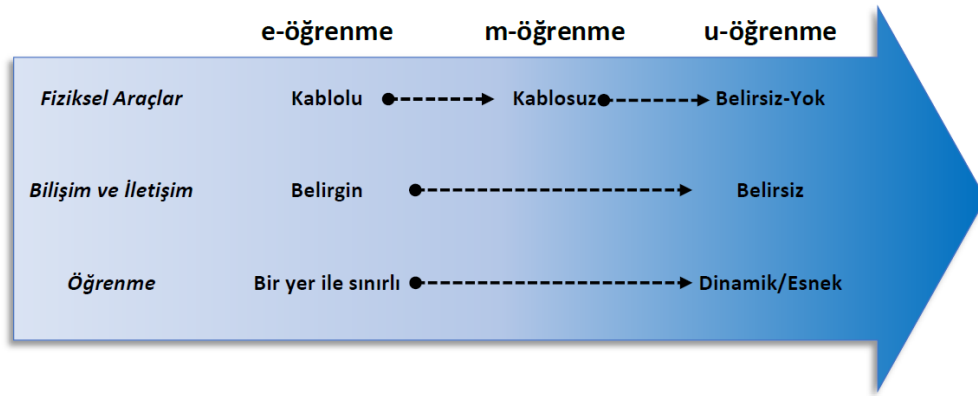 e-öğrenme m-öğrenme u-öğrenme
Fiziksel Araçlar Kablolu Kablosuz Belirsiz-Yok
Bilişim ve İletişim Belirgin Belirsiz
Öğrenme Bir yer ile sınırlı Dinamik/Esnek